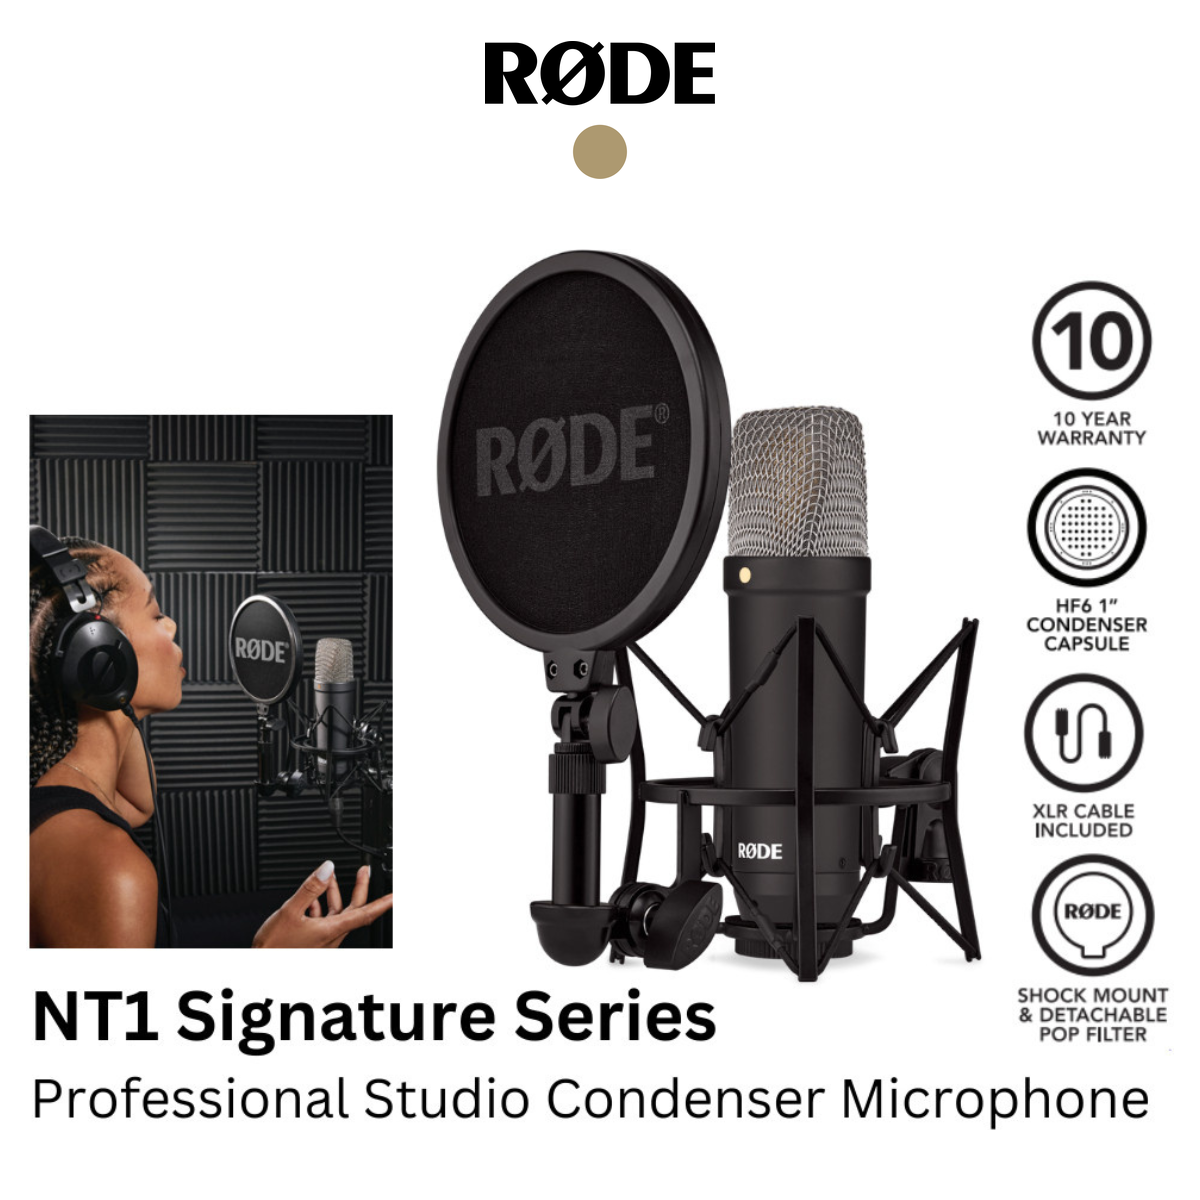 RØDE
RØDE®
RØDE
RØDE
10
10 YEAR
WARRANTY
HF6 1”
CONDENSER
CAPSULE
XLR CABLE
INCLUDED
RØDE
SHOCK MOUNT
& DETACHABLE
POP FILTER
RØDE
NT1 Signature Series
Professional Studio Condenser Microphone